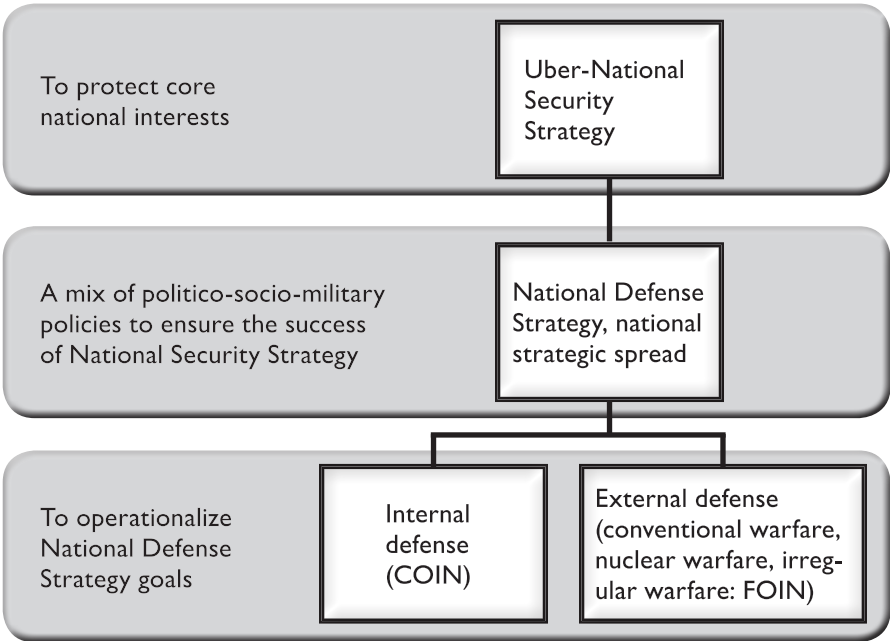 To protect core
national interests
Uber-National
Security
Strategy
A mix of politico-socio-military
policies to ensure the success
of National Security Strategy
National Defense
Strategy, national
strategic spread
To operationalize
National Defense
Strategy goals
Internal
defense
(COIN)
External defense
(conventional warfare,
nuclear warfare, irreg-
ular warfare: FOIN)